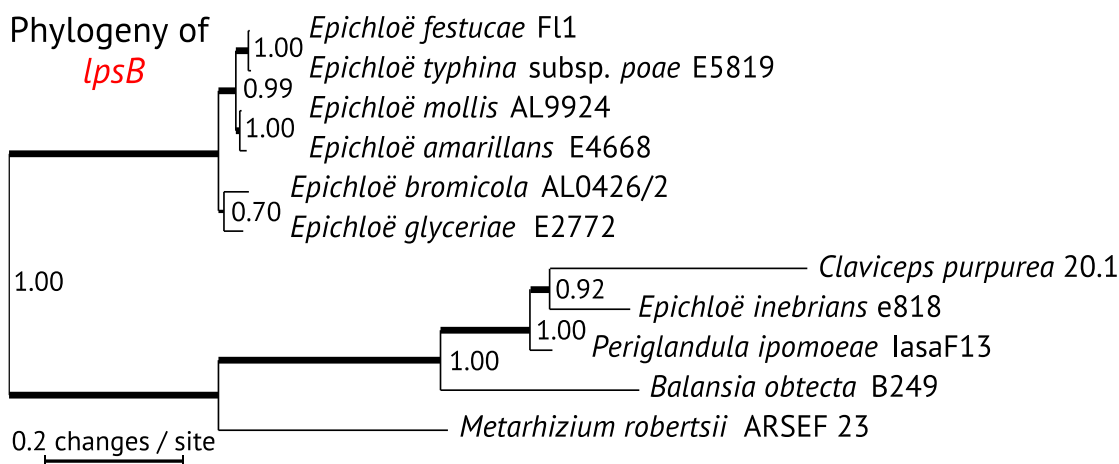 Phylogeny of
lpsB
Epichloë festucae Fl1
1.00
Epichloë typhina subsp. poae E5819
0.99
Epichloë mollis AL9924
1.00
Epichloë amarillans E4668
Epichloë bromicola AL0426/2
0.70
Epichloë glyceriae E2772
Claviceps purpurea 20.1
1.00
0.92
Epichloë inebrians e818
1.00
Periglandula ipomoeae IasaF13
1.00
Balansia obtecta B249
Metarhizium robertsii ARSEF 23
0.2 changes / site